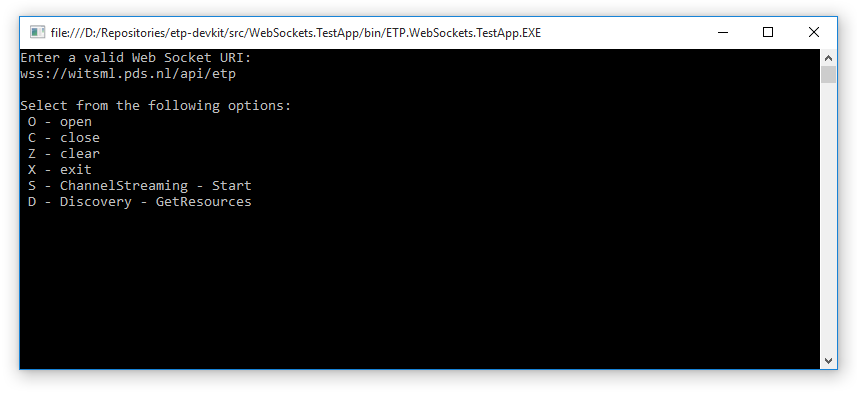 file:///D:/Repositories/etp-devkit/src/WebSockets.TestApp/bin/ETP.WebSockets.TestApp.EXE
Enter a valid Web Socket URI:
wss://witsml.pds.nl/api/etp
Select from the following options:
O - open
C - close
Z - clear
X - exit
S - ChannelStreaming - Start
D - Discovery - GetResources